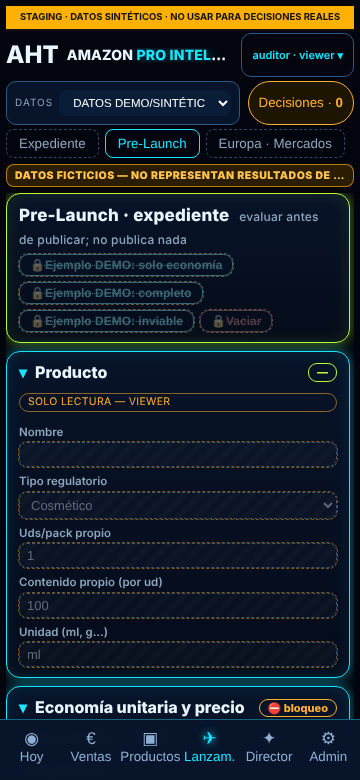 STAGING · DATOS SINTÉTICOS · NO USAR PARA DECISIONES REALES
AHT AMAZON PRO INTEL... auditor · viewer ▾
DATOS DATOS DEMO/SINTÉTIC Decisiones · 0
Expediente Pre-Launch Europa · Mercados
DATOS FICTICIOS — NO REPRESENTAN RESULTADOS DE ...
Pre-Launch · expediente evaluar antes
de publicar; no publica nada
🔒Ejemplo DEMO: solo economía
🔒Ejemplo DEMO: completo
🔒Ejemplo DEMO: inviable 🔒Vaciar
▾ Producto —
SOLO LECTURA — VIEWER
Nombre
Tipo regulatorio
Cosmético
Uds/pack propio
1
Contenido propio (por ud)
100
Unidad (ml, g...)
ml
▾ Economía unitaria y precio ⛔ bloqueo
Hoy € Ventas Productos Lanzam. Director Admin